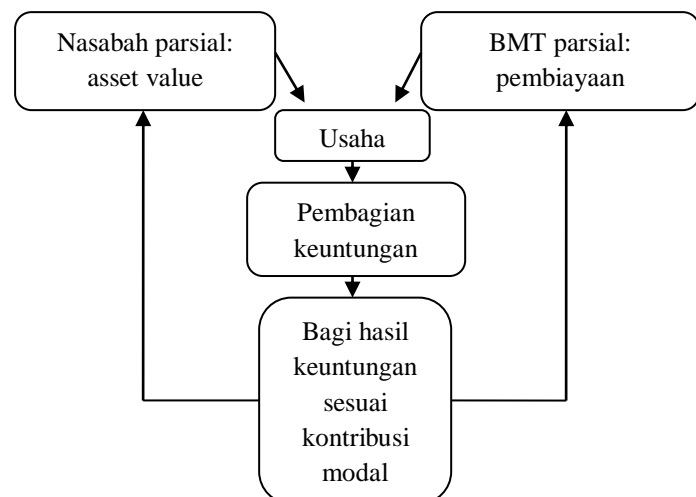 Nasabah parsial:
asset value
BMT parsial:
pembiayaan
Usaha
Pembagian
keuntungan
Bagi hasil
keuntungan
sesuai
kontribusi
modal